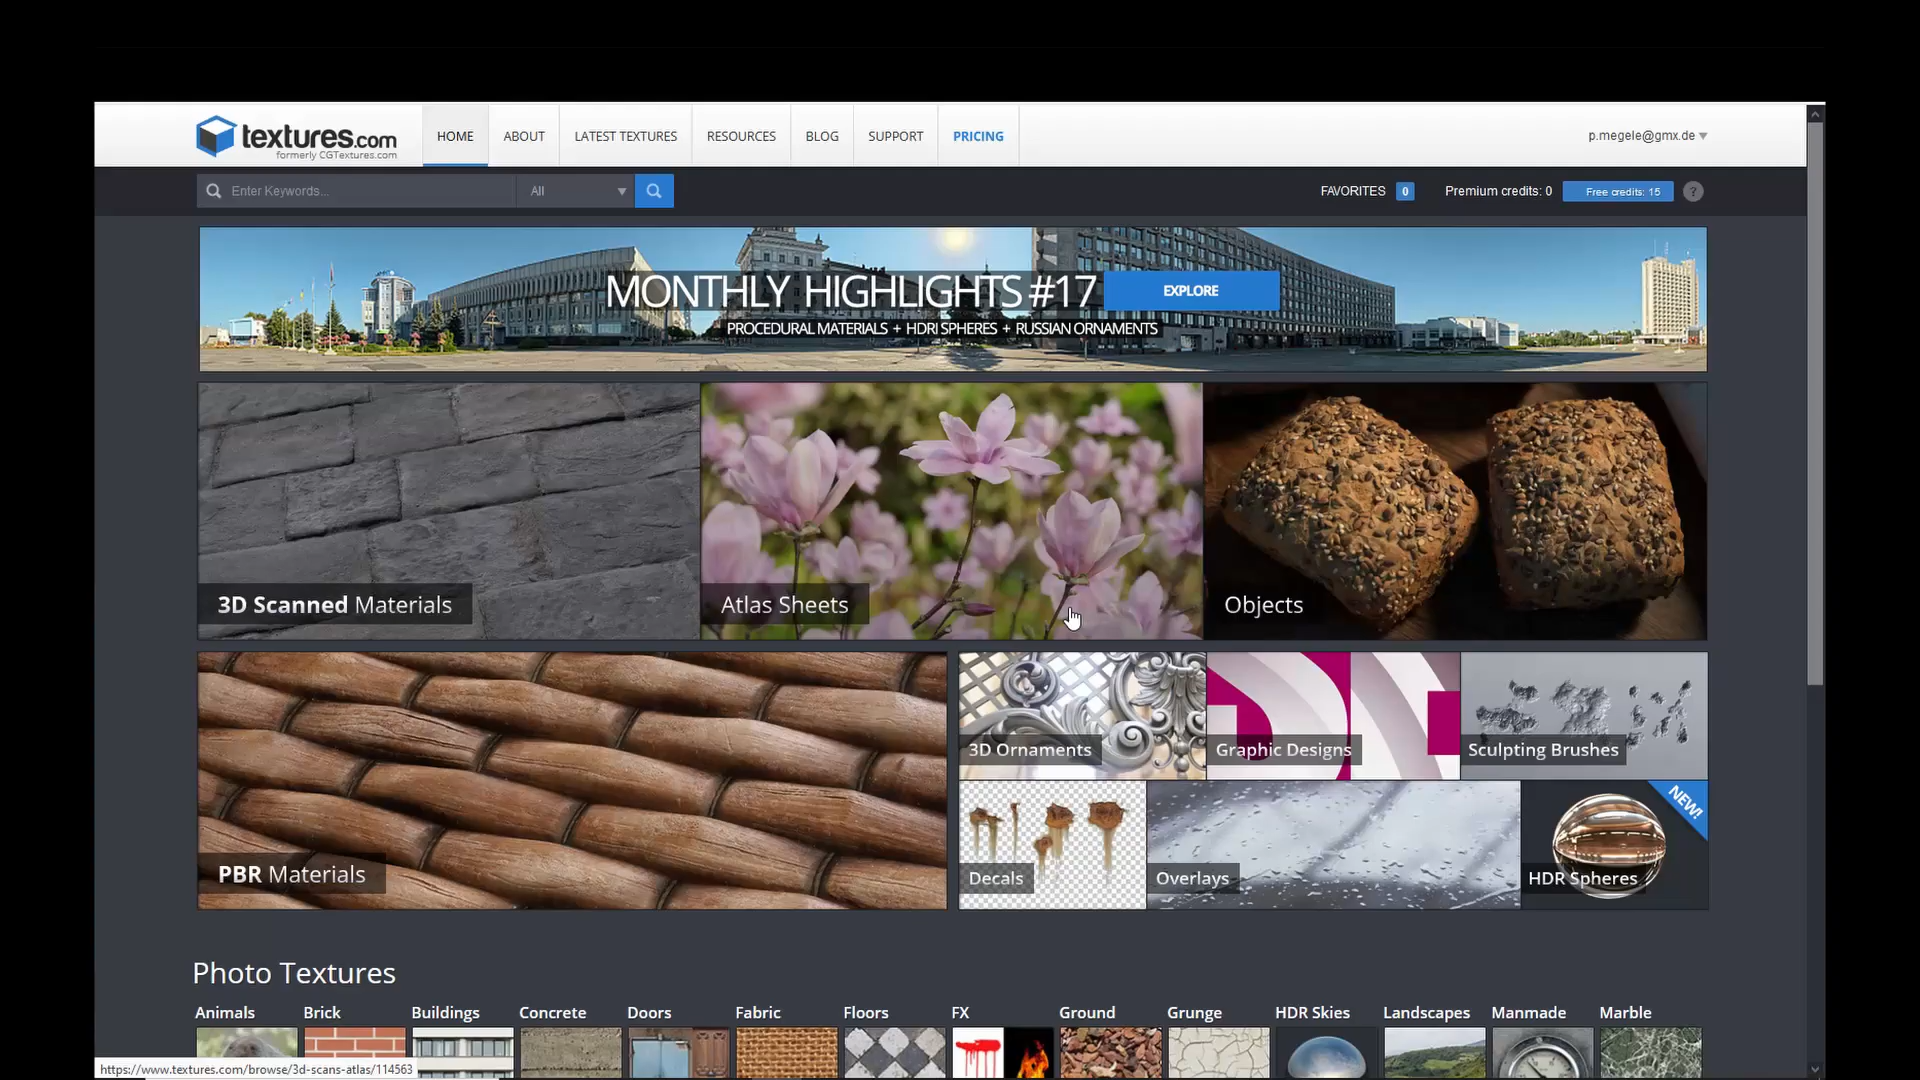 textures.com
formerly CGTextures.com
HOME
ABOUT
LATEST TEXTURES
RESOURCES
BLOG
SUPPORT
PRICING
p.megele@gmx.de
Enter Keywords...
All
FAVORITES 0
Premium credits: 0
Free credits: 15
?
MONTHLY HIGHLIGHTS #17
EXPLORE
PROCEDURAL MATERIALS + HDRI SPHERES + RUSSIAN ORNAMENTS
3D Scanned Materials
Atlas Sheets
Objects
PBR Materials
3D Ornaments
Graphic Designs
Sculpting Brushes
Decals
Overlays
HDR Spheres
NEW!
Photo Textures
Animals
Brick
Buildings
Concrete
Doors
Fabric
Floors
FX
Ground
Grunge
HDR Skies
Landscapes
Manmade
Marble
https://www.textures.com/browse/3d-scans-atlas/114563